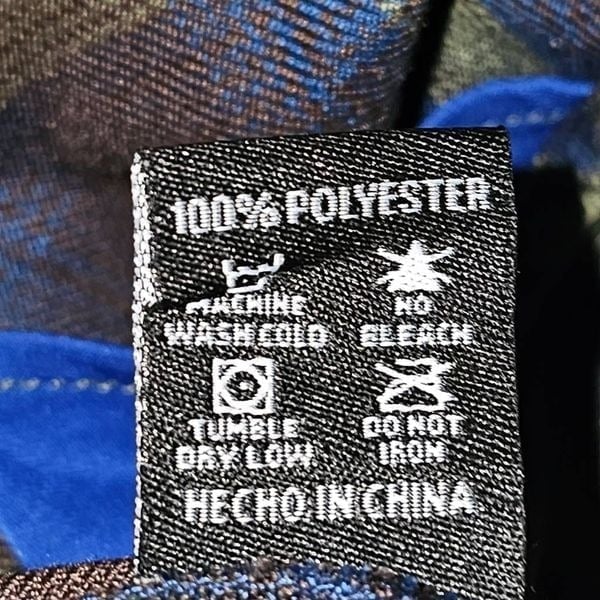 100% POLYESTER
MACHINE
WASH COLD
NO
BLEACH
TUMBLE
DRY LOW
DO NOT
IRON
HECHO IN CHINA